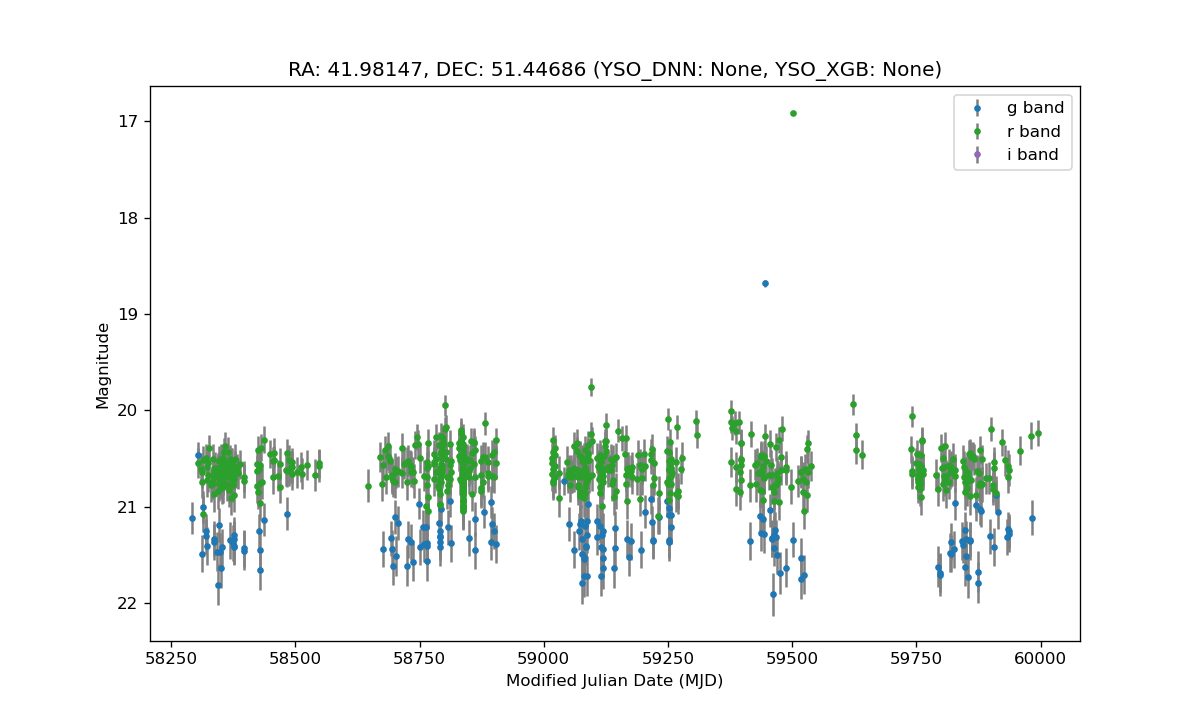 RA: 41.98147, DEC: 51.44686 (YSO_DNN: None, YSO_XGB: None)
g band
r band
i band
17
18
19
20
21
22
Magnitude
58250 58500 58750 59000 59250 59500 59750 60000
Modified Julian Date (MJD)